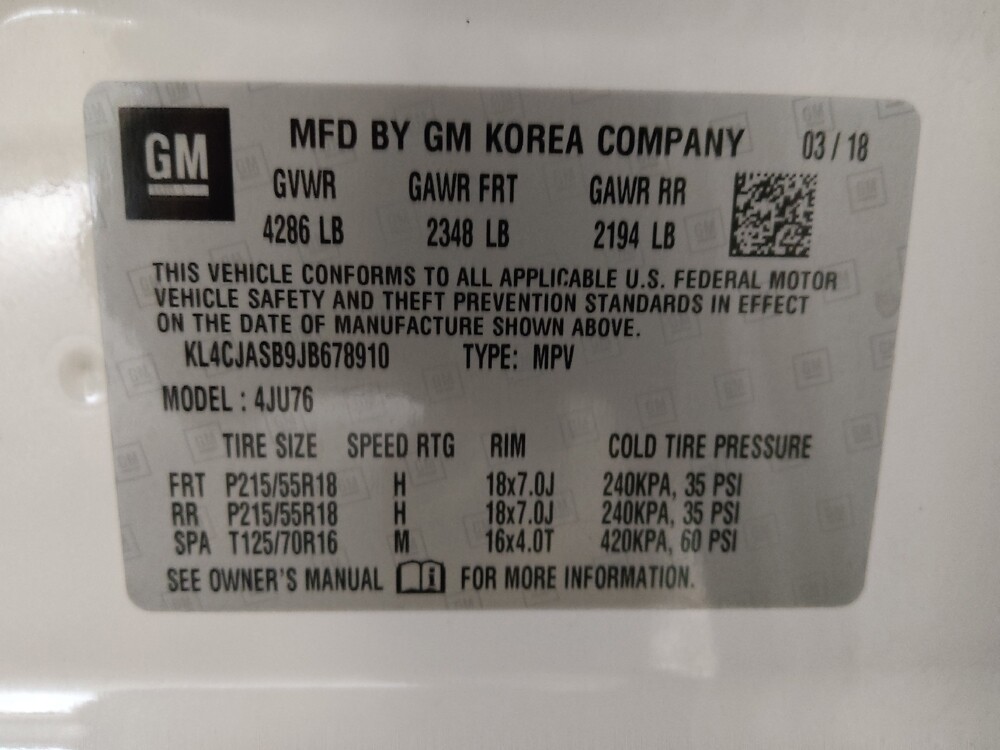 GM
MFD BY GM KOREA COMPANY 03 / 18
GVWR GAWR FRT GAWR RR
4286 LB 2348 LB 2194 LB
THIS VEHICLE CONFORMS TO ALL APPLICABLE U.S. FEDERAL MOTOR
VEHICLE SAFETY AND THEFT PREVENTION STANDARDS IN EFFECT
ON THE DATE OF MANUFACTURE SHOWN ABOVE.
KL4CJASB9JB678910 TYPE: MPV
MODEL : 4JU76
TIRE SIZE SPEED RTG RIM COLD TIRE PRESSURE
FRT P215/55R18 H 18x7.0J 240KPA, 35 PSI
RR P215/55R18 H 18x7.0J 240KPA, 35 PSI
SPA T125/70R16 M 16x4.0T 420KPA, 60 PSI
SEE OWNER'S MANUAL i FOR MORE INFORMATION.